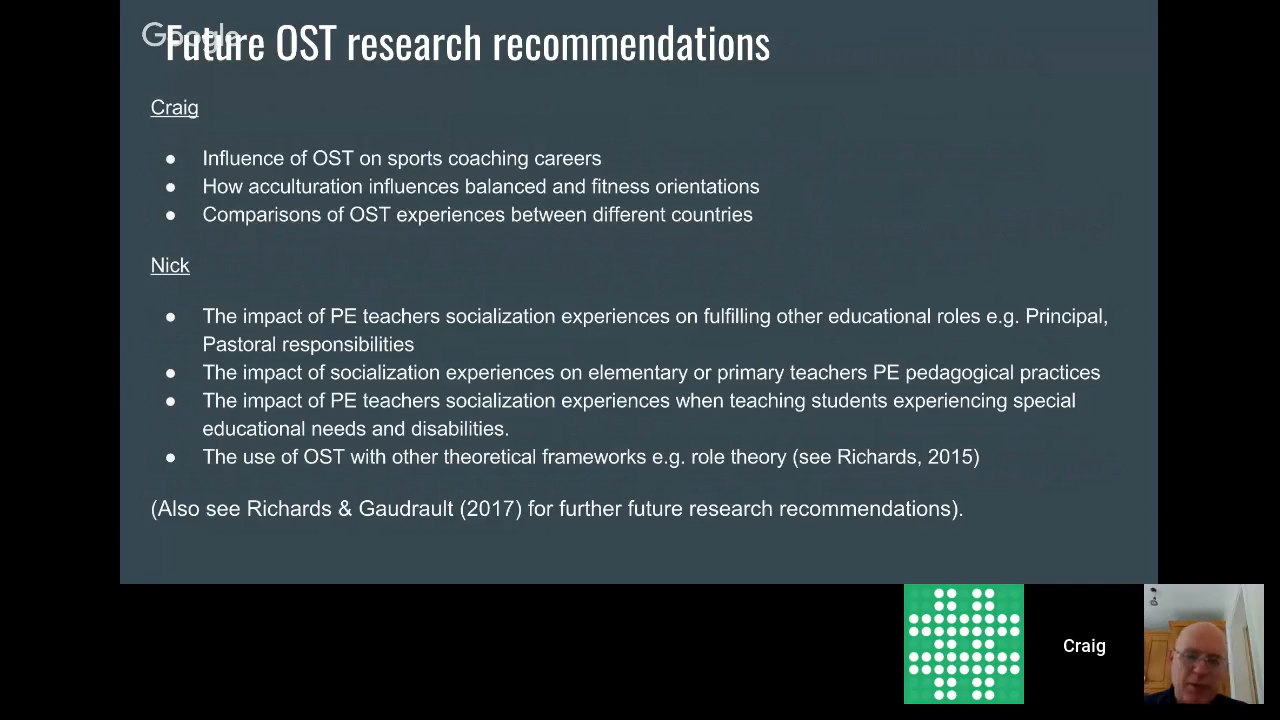 Google
Future OST research recommendations
Craig
● Influence of OST on sports coaching careers
● How acculturation influences balanced and fitness orientations
● Comparisons of OST experiences between different countries
Nick
● The impact of PE teachers socialization experiences on fulfilling other educational roles e.g. Principal,
Pastoral responsibilities
● The impact of socialization experiences on elementary or primary teachers PE pedagogical practices
● The impact of PE teachers socialization experiences when teaching students experiencing special
educational needs and disabilities.
● The use of OST with other theoretical frameworks e.g. role theory (see Richards, 2015)
(Also see Richards & Gaudrault (2017) for further future research recommendations).
Craig